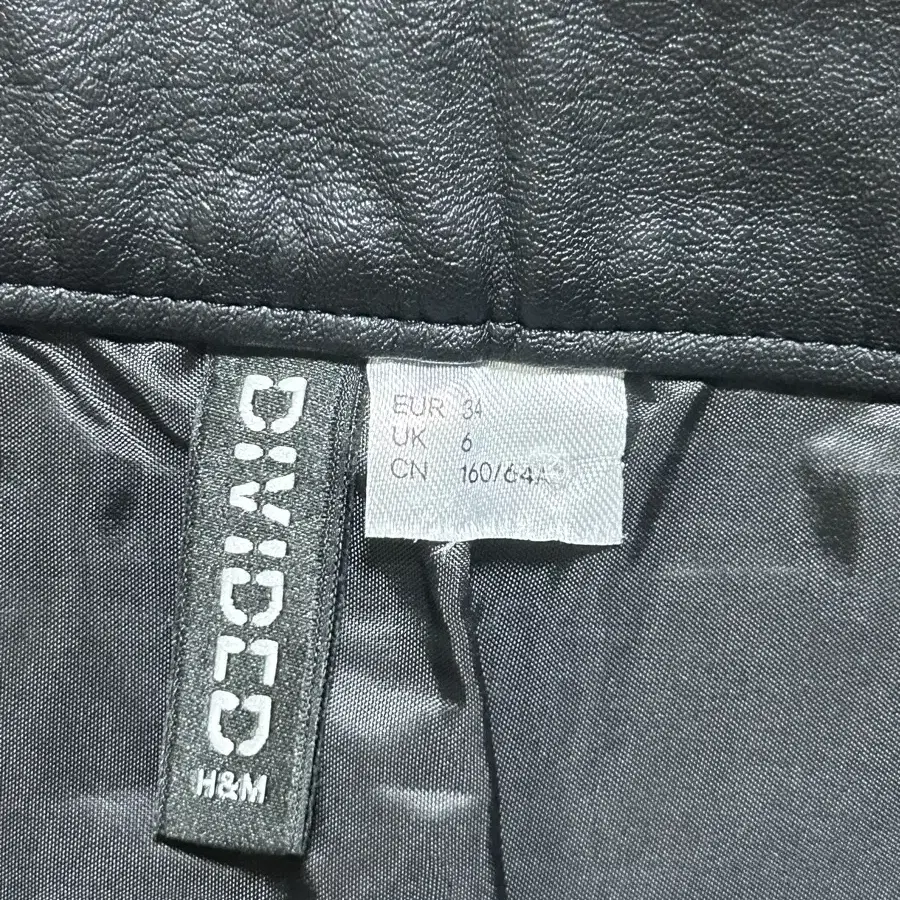 DIVIDED
H&M
EUR 34
UK 6
CN 160/64A